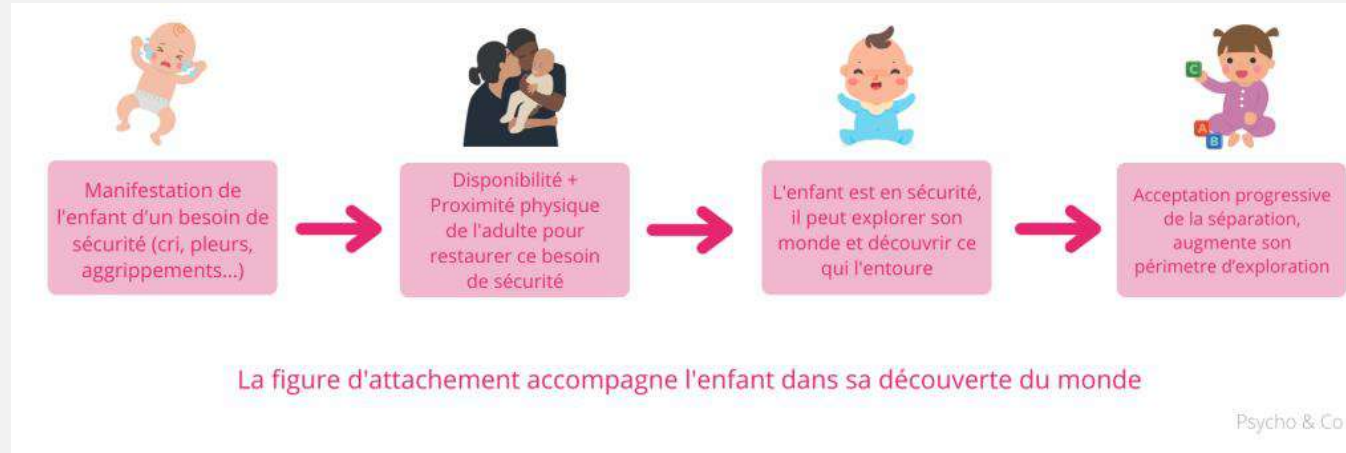 Manifestation de
l'enfant d'un besoin de
sécurité (cri, pleurs,
aggrippements...)
Disponibilité +
Proximité physique
de l'adulte pour
restaurer ce besoin
de sécurité
L'enfant est en sécurité,
il peut explorer son
monde et découvrir ce
qui l'entoure
Acceptation progressive
de la séparation,
augmente son
périmetre d'exploration
C
A
B
La figure d'attachement accompagne l'enfant dans sa découverte du monde
Psycho & Co